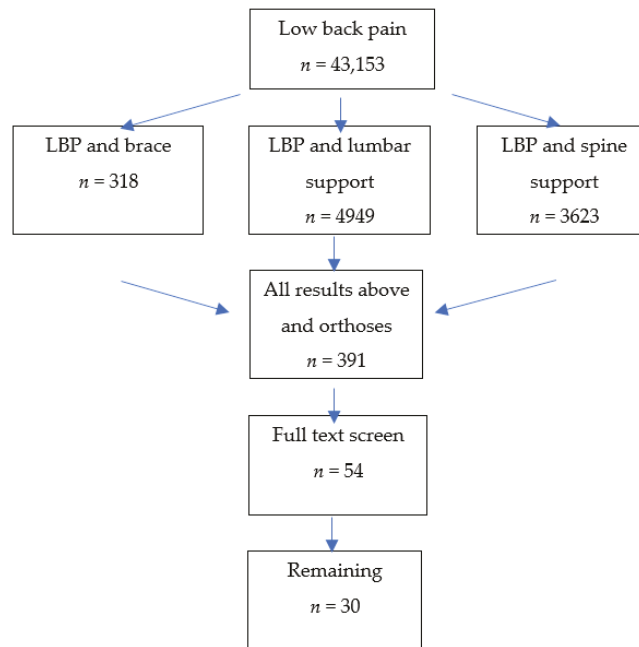 Low back pain
n = 43,153
LBP and brace
n = 318
LBP and lumbar
support
n = 4949
LBP and spine
support
n = 3623
All results above
and orthoses
n = 391
Full text screen
n = 54
Remaining
n = 30